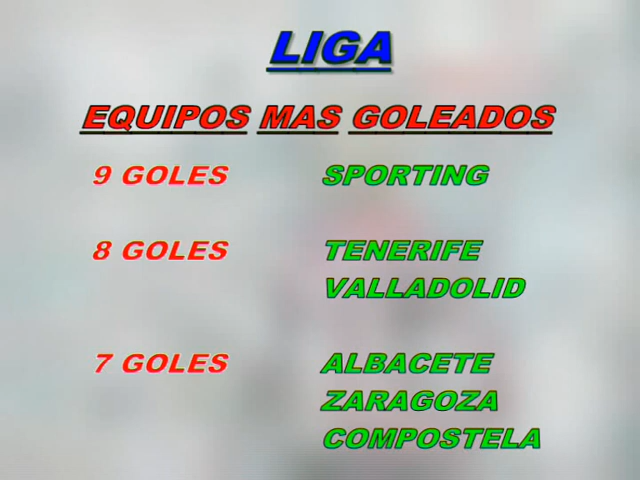 LIGA
EQUIPOS MAS GOLEADOS
9 GOLES SPORTING
8 GOLES TENERIFE
VALLADOLID
7 GOLES ALBACETE
ZARAGOZA
COMPOSTELA